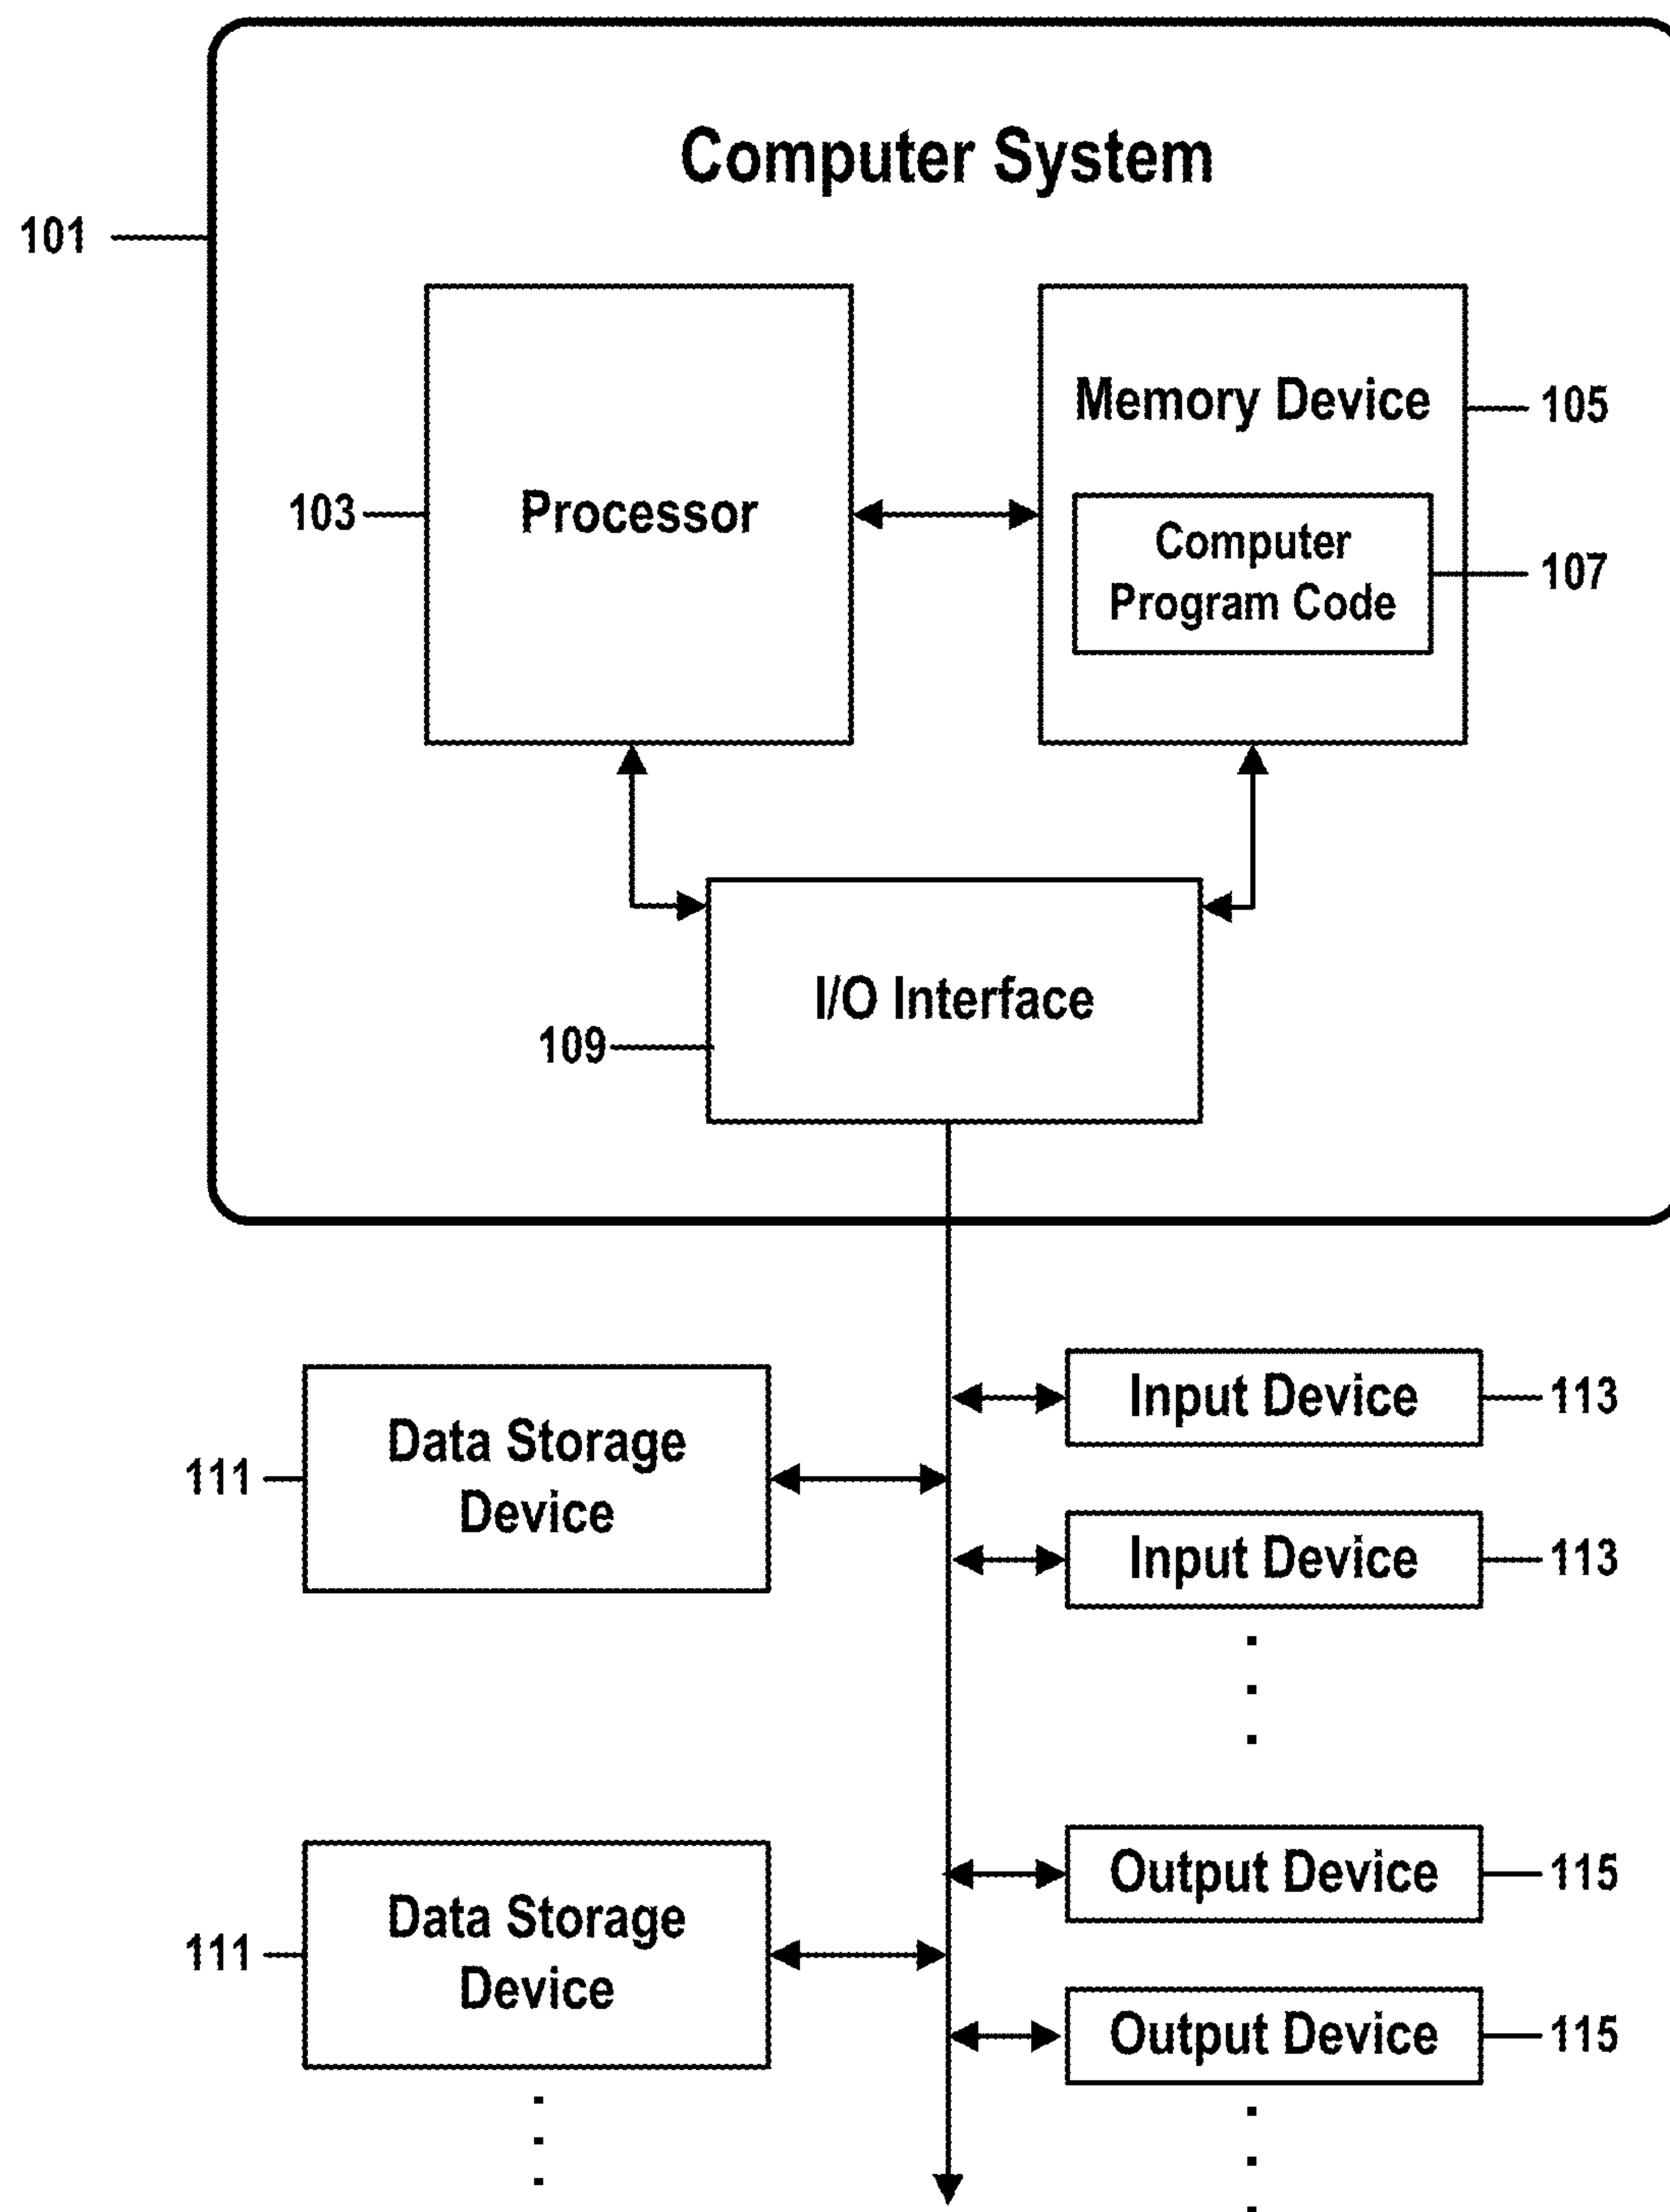 Computer System
101
Memory Device
105
103
Processor
Computer
Program Code
107
I/O Interface
109
Input Device
113
Data Storage
Device
111
Input Device
113
Output Device
115
Data Storage
Device
111
Output Device
115